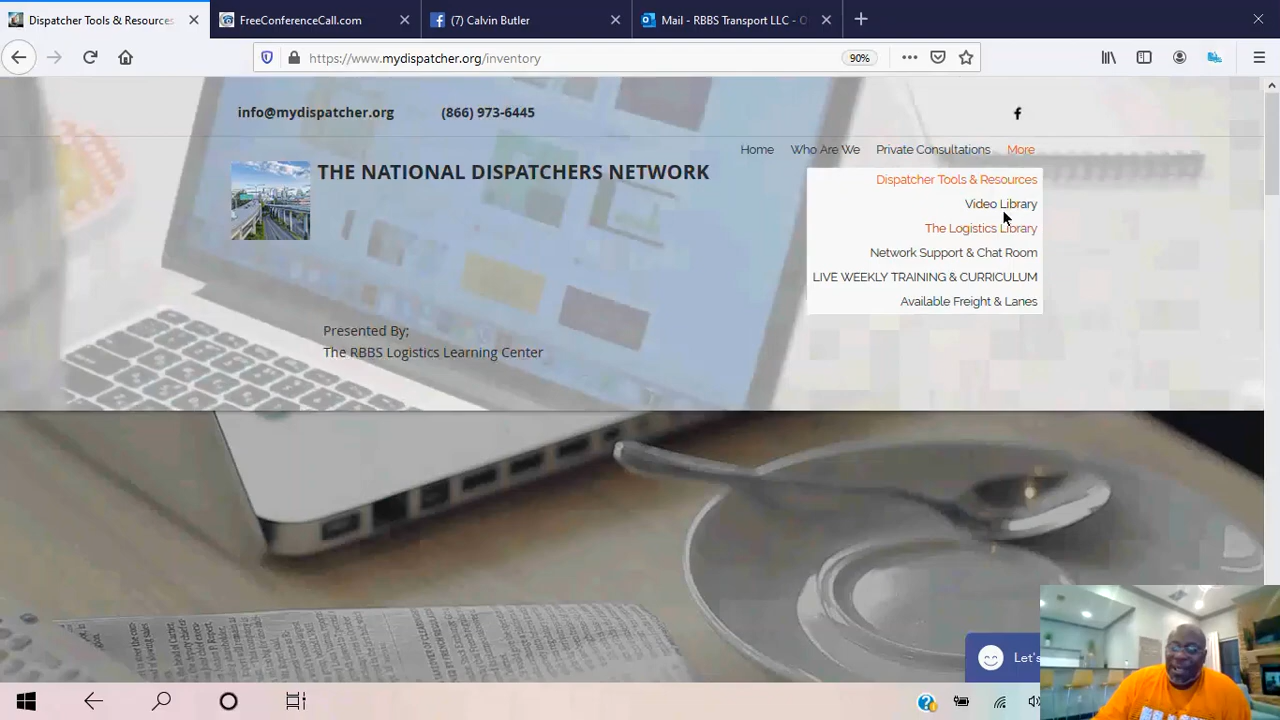 Dispatcher Tools & Resources
FreeConferenceCall.com
(7) Calvin Butler
Mail - RBBS Transport LLC - O
https://www.mydispatcher.org/inventory
90%
info@mydispatcher.org
(866) 973-6445
Home
Who Are We
Private Consultations
More
THE NATIONAL DISPATCHERS NETWORK
Dispatcher Tools & Resources
Video Library
The Logistics Library
Network Support & Chat Room
LIVE WEEKLY TRAINING & CURRICULUM
Available Freight & Lanes
Presented By;
The RBBS Logistics Learning Center
Let's